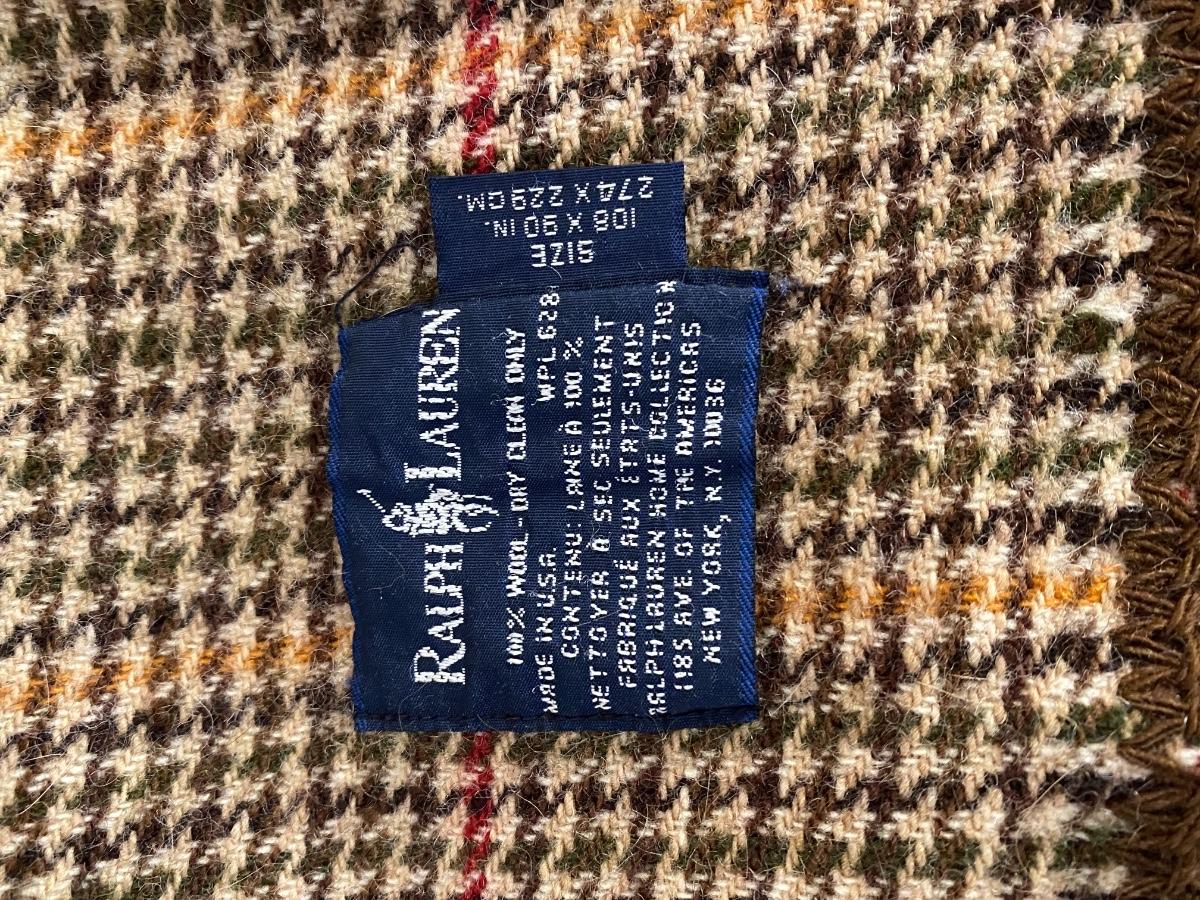 RALPH LAUREN
100% WOOL-DRY CLEAN ONLY
MADE IN U.S.A. WPL 628
CONTENU: LAINE A 100 %
NETTOYER A SEC SEULEMENT
FABRIQUÉ AUX ÉTATS-UNIS
RALPH LAUREN HOME COLLECTION
1185 AVE. OF THE AMERICAS
NEW YORK, N.Y. 10036
SIZE
108 X 90 IN.
274 X 229 CM.